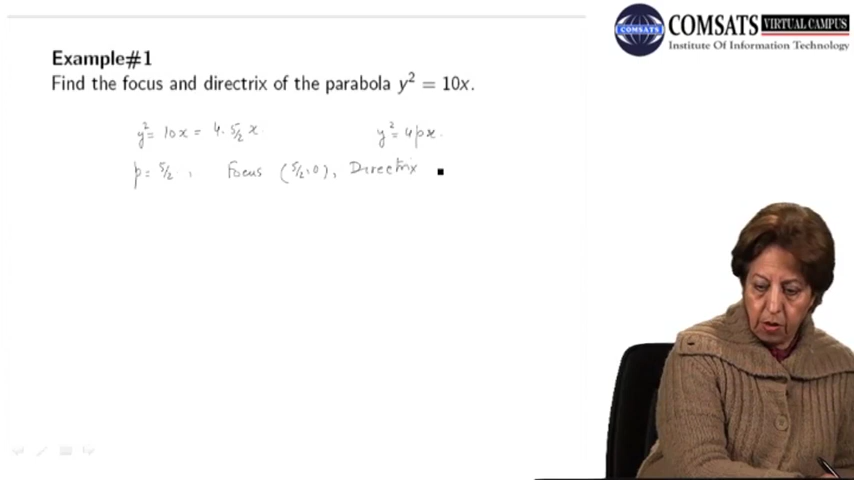 COMSATS VIRTUAL CAMPUS
Institute Of Information Technology
COMSATS
Example#1
Find the focus and directrix of the parabola y² = 10x.
y² = 10x = 4. 5/2 x. y² = 4px.
p = 5/2 , Focus (5/2, 0), Directrix